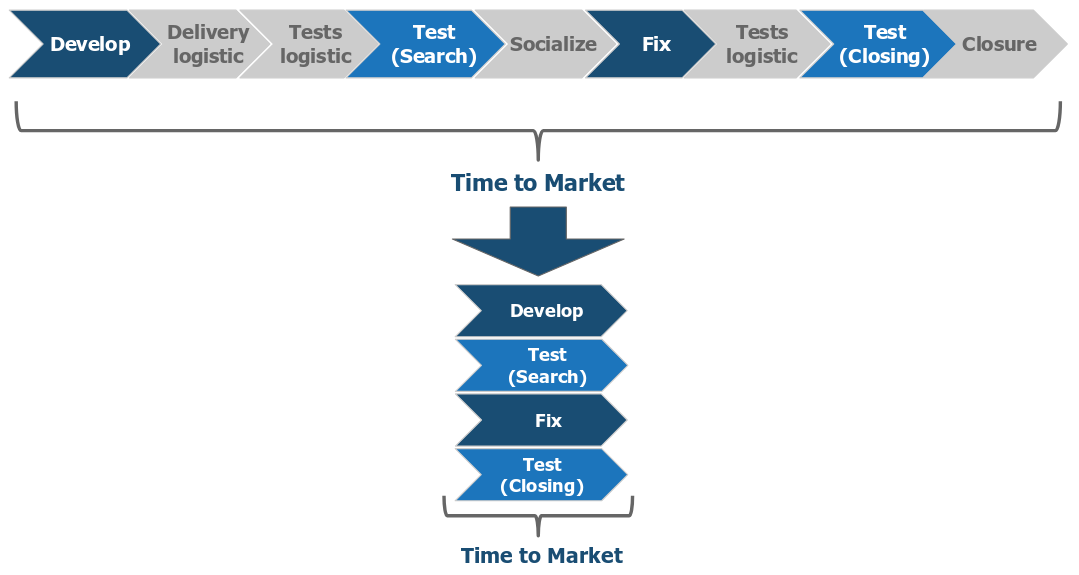 Develop
Delivery
logistic
Tests
logistic
Test
(Search)
Socialize
Fix
Tests
logistic
Test
(Closing)
Closure
Time to Market
Develop
Test
(Search)
Fix
Test
(Closing)
Time to Market